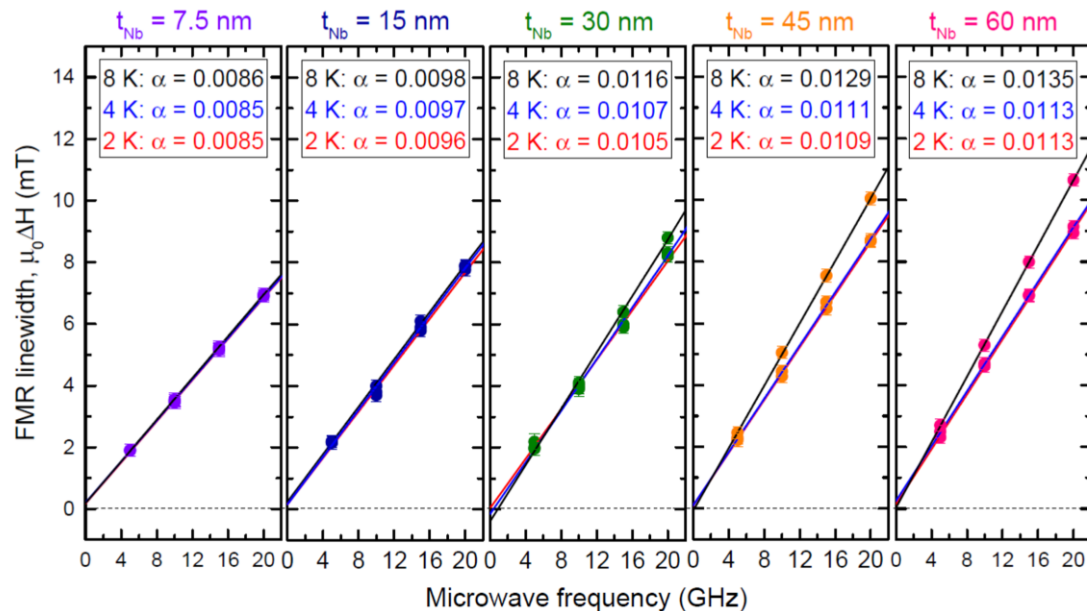 t_Nb = 7.5 nm
t_Nb = 15 nm
t_Nb = 30 nm
t_Nb = 45 nm
t_Nb = 60 nm
8 K: α = 0.0086
4 K: α = 0.0085
2 K: α = 0.0085
8 K: α = 0.0098
4 K: α = 0.0097
2 K: α = 0.0096
8 K: α = 0.0116
4 K: α = 0.0107
2 K: α = 0.0105
8 K: α = 0.0129
4 K: α = 0.0111
2 K: α = 0.0109
8 K: α = 0.0135
4 K: α = 0.0113
2 K: α = 0.0113
FMR linewidth, μ₀ΔH (mT)
14
12
10
8
6
4
2
0
0 4 8 12 16 20
0 4 8 12 16 20
0 4 8 12 16 20
0 4 8 12 16 20
0 4 8 12 16 20
Microwave frequency (GHz)